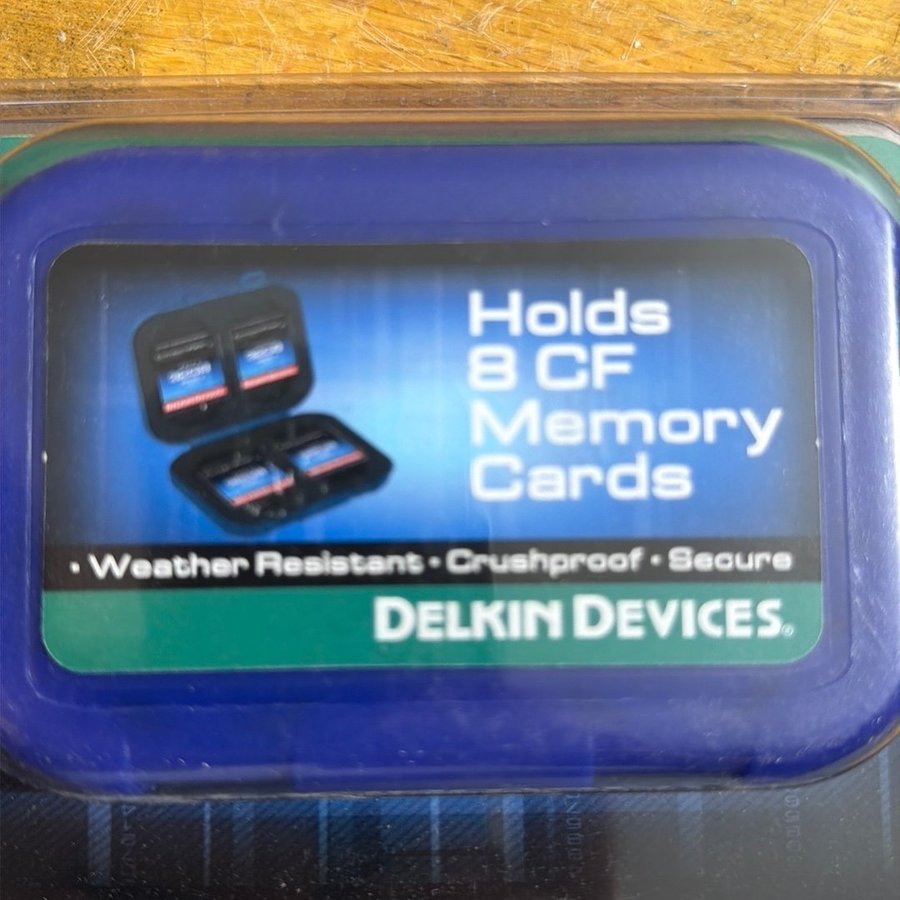 Holds
8 CF
Memory
Cards
• Weather Resistant • Crushproof • Secure
DELKIN DEVICES®